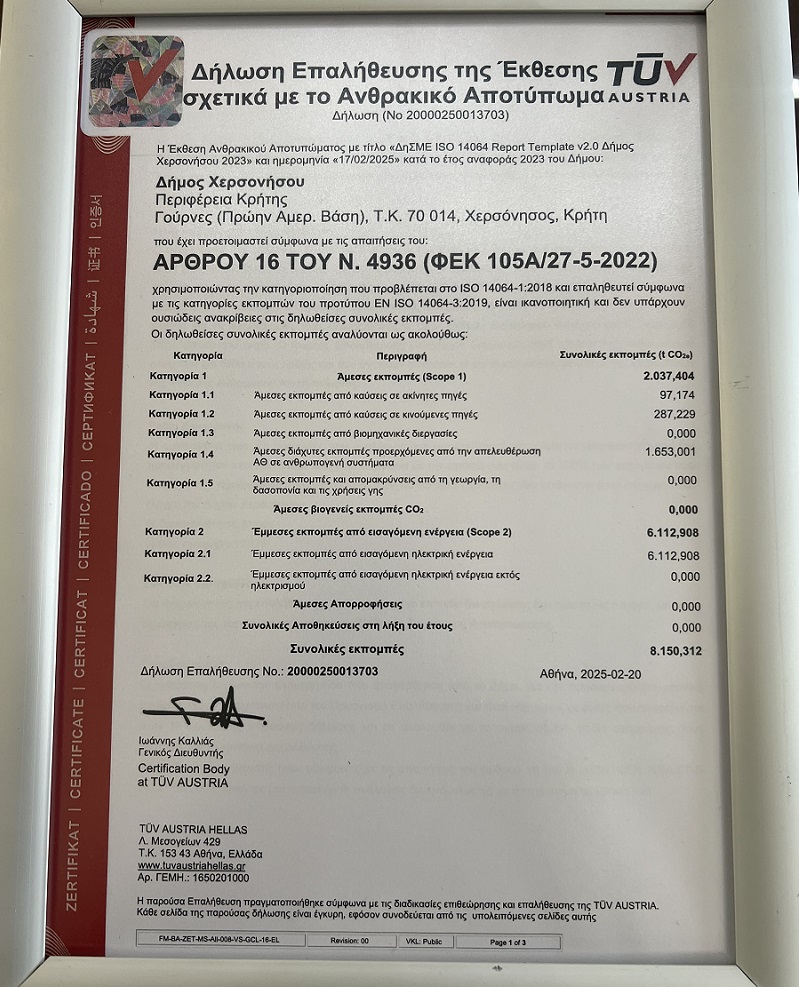 Δήλωση Επαλήθευσης της Έκθεσης
σχετικά με το Ανθρακικό Αποτύπωμα
TÜV
AUSTRIA
Δήλωση (No 20000250013703)
Η Έκθεση Ανθρακικού Αποτυπώματος με τίτλο «ΔηΣΜΕ ISO 14064 Report Template v2.0 Δήμος
Χερσονήσου 2023» και ημερομηνία «17/02/2025» κατά το έτος αναφοράς 2023 του Δήμου:
Δήμος Χερσονήσου
Περιφέρεια Κρήτης
Γούρνες (Πρώην Αμερ. Βάση), Τ.Κ. 70 014, Χερσόνησος, Κρήτη
που έχει προετοιμαστεί σύμφωνα με τις απαιτήσεις του:
ΑΡΘΡΟΥ 16 ΤΟΥ Ν. 4936 (ΦΕΚ 105Α/27-5-2022)
χρησιμοποιώντας την κατηγοριοποίηση που προβλέπεται στο ISO 14064-1:2018 και επαληθευτεί σύμφωνα
με τις κατηγορίες εκπομπών του προτύπου EN ISO 14064-3:2019, είναι ικανοποιητική και δεν υπάρχουν
ουσιώδεις ανακρίβειες στις δηλωθείσες συνολικές εκπομπές.
Οι δηλωθείσες συνολικές εκπομπές αναλύονται ως ακολούθως:
Κατηγορία Περιγραφή Συνολικές εκπομπές (t CO₂ₑ)
Κατηγορία 1 Άμεσες εκπομπές (Scope 1) 2.037,404
Κατηγορία 1.1 Άμεσες εκπομπές από καύσεις σε ακίνητες πηγές 97,174
Κατηγορία 1.2 Άμεσες εκπομπές από καύσεις σε κινούμενες πηγές 287,229
Κατηγορία 1.3 Άμεσες εκπομπές από βιομηχανικές διεργασίες 0,000
Κατηγορία 1.4 Άμεσες διάχυτες εκπομπές προερχόμενες από την απελευθέρωση 1.653,001
ΑΘ σε ανθρωπογενή συστήματα
Κατηγορία 1.5 Άμεσες εκπομπές και απομακρύνσεις από τη γεωργία, τη 0,000
δασοπονία και τις χρήσεις γης
Άμεσες βιογενείς εκπομπές CO₂ 0,000
Κατηγορία 2 Έμμεσες εκπομπές από εισαγόμενη ενέργεια (Scope 2) 6.112,908
Κατηγορία 2.1 Έμμεσες εκπομπές από εισαγόμενη ηλεκτρική ενέργεια 6.112,908
Κατηγορία 2.2. Έμμεσες εκπομπές από εισαγόμενη ηλεκτρική ενέργεια εκτός 0,000
ηλεκτρισμού
Άμεσες Απορροφήσεις 0,000
Συνολικές Αποθηκεύσεις στη λήξη του έτους 0,000
Συνολικές εκπομπές 8.150,312
Δήλωση Επαλήθευσης No.: 20000250013703
Αθήνα, 2025-02-20
Ιωάννης Καλλιάς
Γενικός Διευθυντής
Certification Body
at TÜV AUSTRIA
TÜV AUSTRIA HELLAS
Λ. Μεσογείων 429
Τ.Κ. 153 43 Αθήνα, Ελλάδα
www.tuvaustriahellas.gr
Αρ. ΓΕΜΗ.: 1650201000
Η παρούσα Επαλήθευση πραγματοποιήθηκε σύμφωνα με τις διαδικασίες επιθεώρησης και επαλήθευσης της TÜV AUSTRIA.
Κάθε σελίδα της παρούσας δήλωσης είναι έγκυρη, εφόσον συνοδεύεται από τις υπολειπόμενες σελίδες αυτής
FM-BA-ZET-MS-All-008-VS-GCL-16-EL Revision: 00 VKL: Public Page 1 of 3
ZERTIFIKAT | CERTIFICATE | CERTIFICAT | CERTIFICADO | СЕРТИФИКАТ | شهادة | 证书 | 인증서